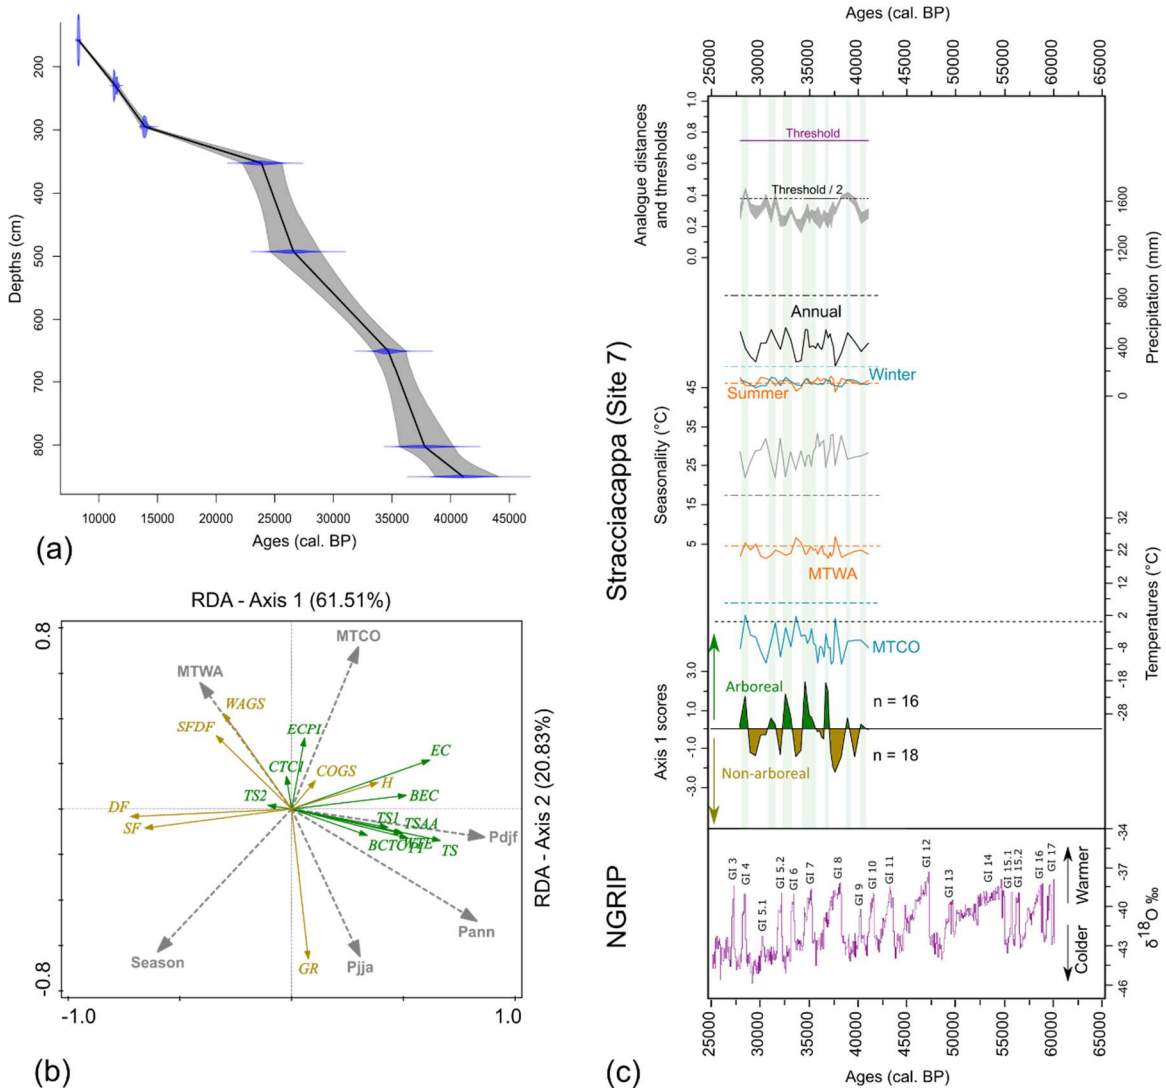 200
300
400
500
600
700
800
Depths (cm)
10000 15000 20000 25000 30000 35000 40000 45000
Ages (cal. BP)
(a)
RDA - Axis 1 (61.51%)
0.8
MTCO
MTWA
WAGS
SFDF
ECPI
EC
CTC1
COGS
H
TS2
BEC
DF
SF
TS1
TSAA
BCTO
TS
Pdjf
Pann
Season
GR
Pjja
-0.8
-1.0 1.0
RDA - Axis 2 (20.83%)
(b)
Ages (cal. BP)
25000 30000 35000 40000 45000 50000 55000 60000 65000
Stracciacappa (Site 7)
Analogue distances
and thresholds
1.0
0.8
0.6
0.4
0.2
0.0
Threshold
Threshold / 2
1600
1200
800
400
0
Precipitation (mm)
Annual
Winter
Summer
45
35
25
15
5
Seasonality (°C)
32
22
12
2
-8
-18
-28
Temperatures (°C)
MTWA
MTCO
3.0
1.0
-1.0
-3.0
Axis 1 scores
Arboreal
n = 16
Non-arboreal
n = 18
NGRIP
GI 3
GI 4
GI 5.1
GI 5.2
GI 6
GI 7
GI 8
GI 9
GI 10
GI 11
GI 12
GI 13
GI 14
GI 15.1
GI 15.2
GI 16
GI 17
Warmer
Colder
-34
-37
-40
-43
-46
δ18O ‰
25000 30000 35000 40000 45000 50000 55000 60000 65000
Ages (cal. BP)
(c)